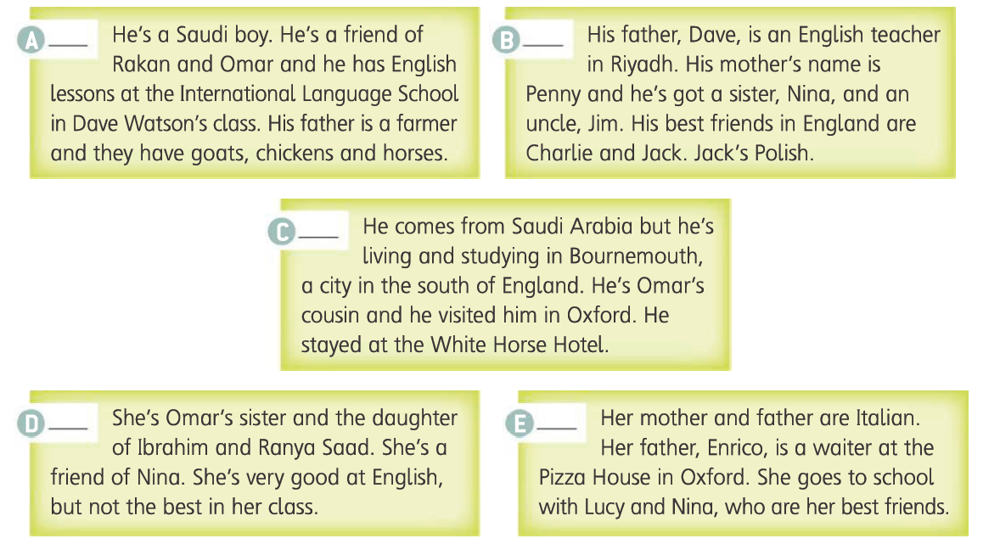 A ____ He's a Saudi boy. He's a friend of
Rakan and Omar and he has English
lessons at the International Language School
in Dave Watson's class. His father is a farmer
and they have goats, chickens and horses.
B ____ His father, Dave, is an English teacher
in Riyadh. His mother's name is
Penny and he's got a sister, Nina, and an
uncle, Jim. His best friends in England are
Charlie and Jack. Jack's Polish.
C ____ He comes from Saudi Arabia but he's
living and studying in Bournemouth,
a city in the south of England. He's Omar's
cousin and he visited him in Oxford. He
stayed at the White Horse Hotel.
D ____ She's Omar's sister and the daughter
of Ibrahim and Ranya Saad. She's a
friend of Nina. She's very good at English,
but not the best in her class.
E ____ Her mother and father are Italian.
Her father, Enrico, is a waiter at the
Pizza House in Oxford. She goes to school
with Lucy and Nina, who are her best friends.